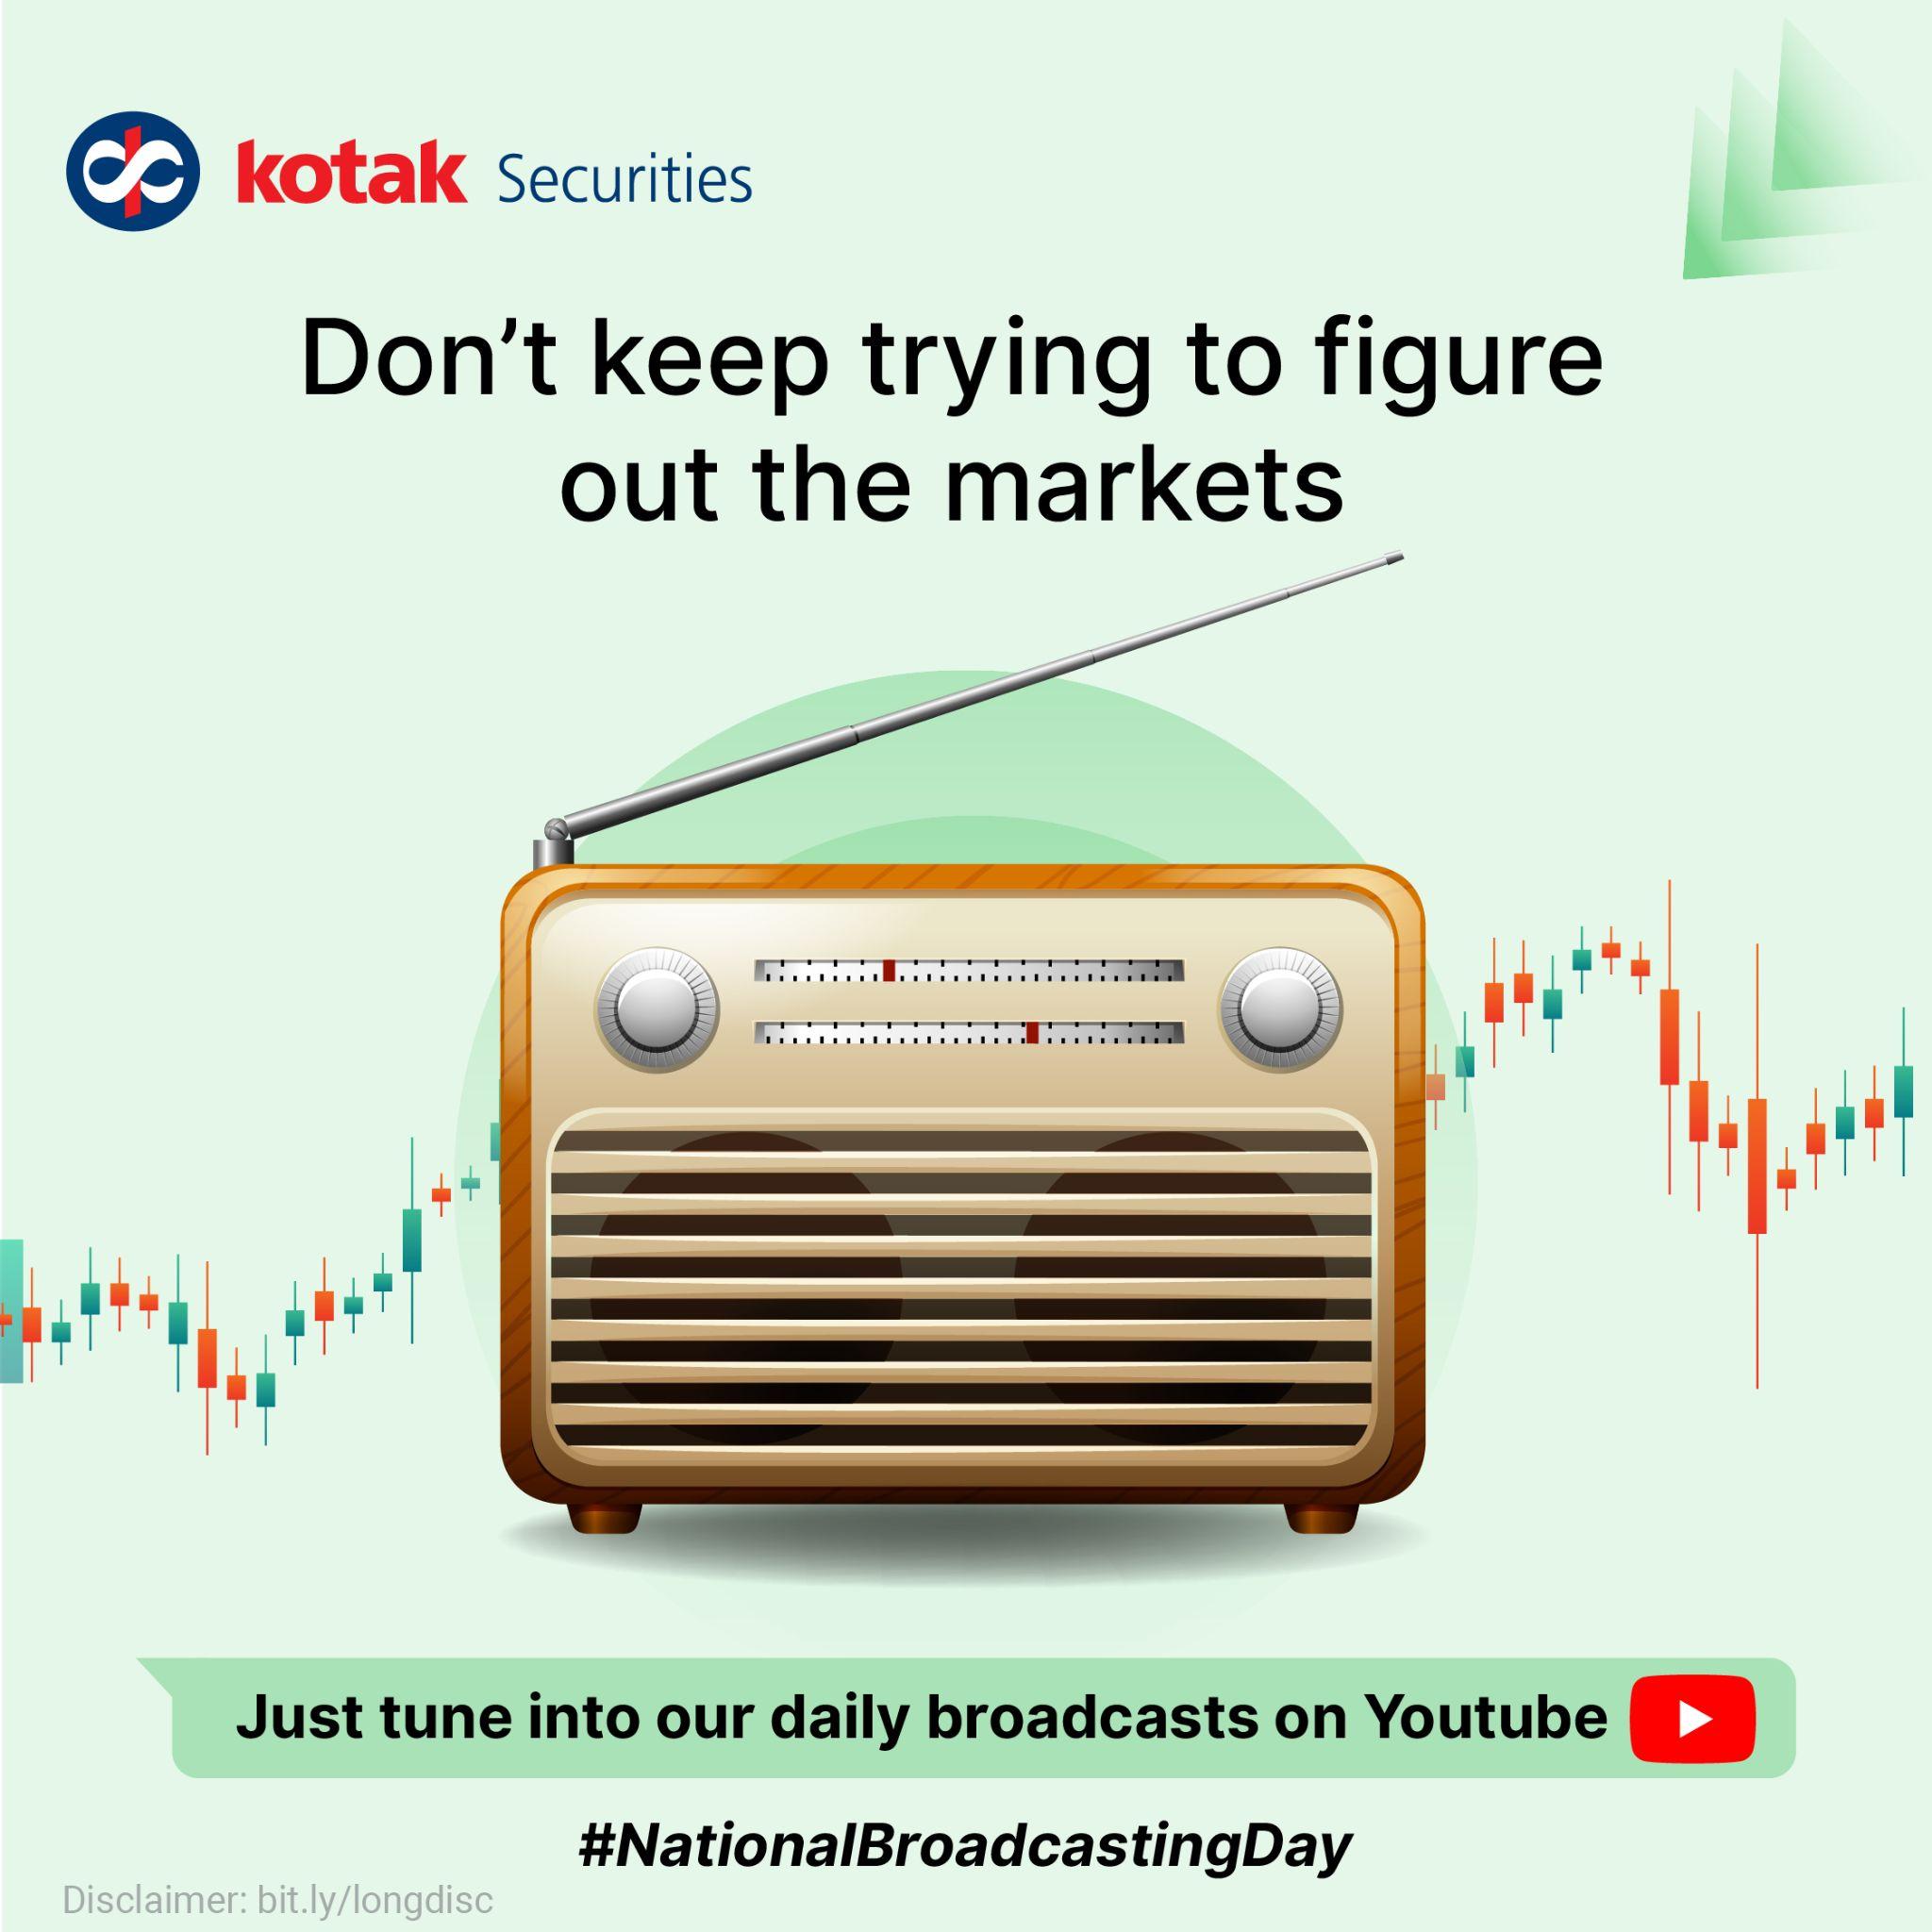 kotak Securities
Don’t keep trying to figure
out the markets
Just tune into our daily broadcasts on Youtube
#NationalBroadcastingDay
Disclaimer: bit.ly/longdisc